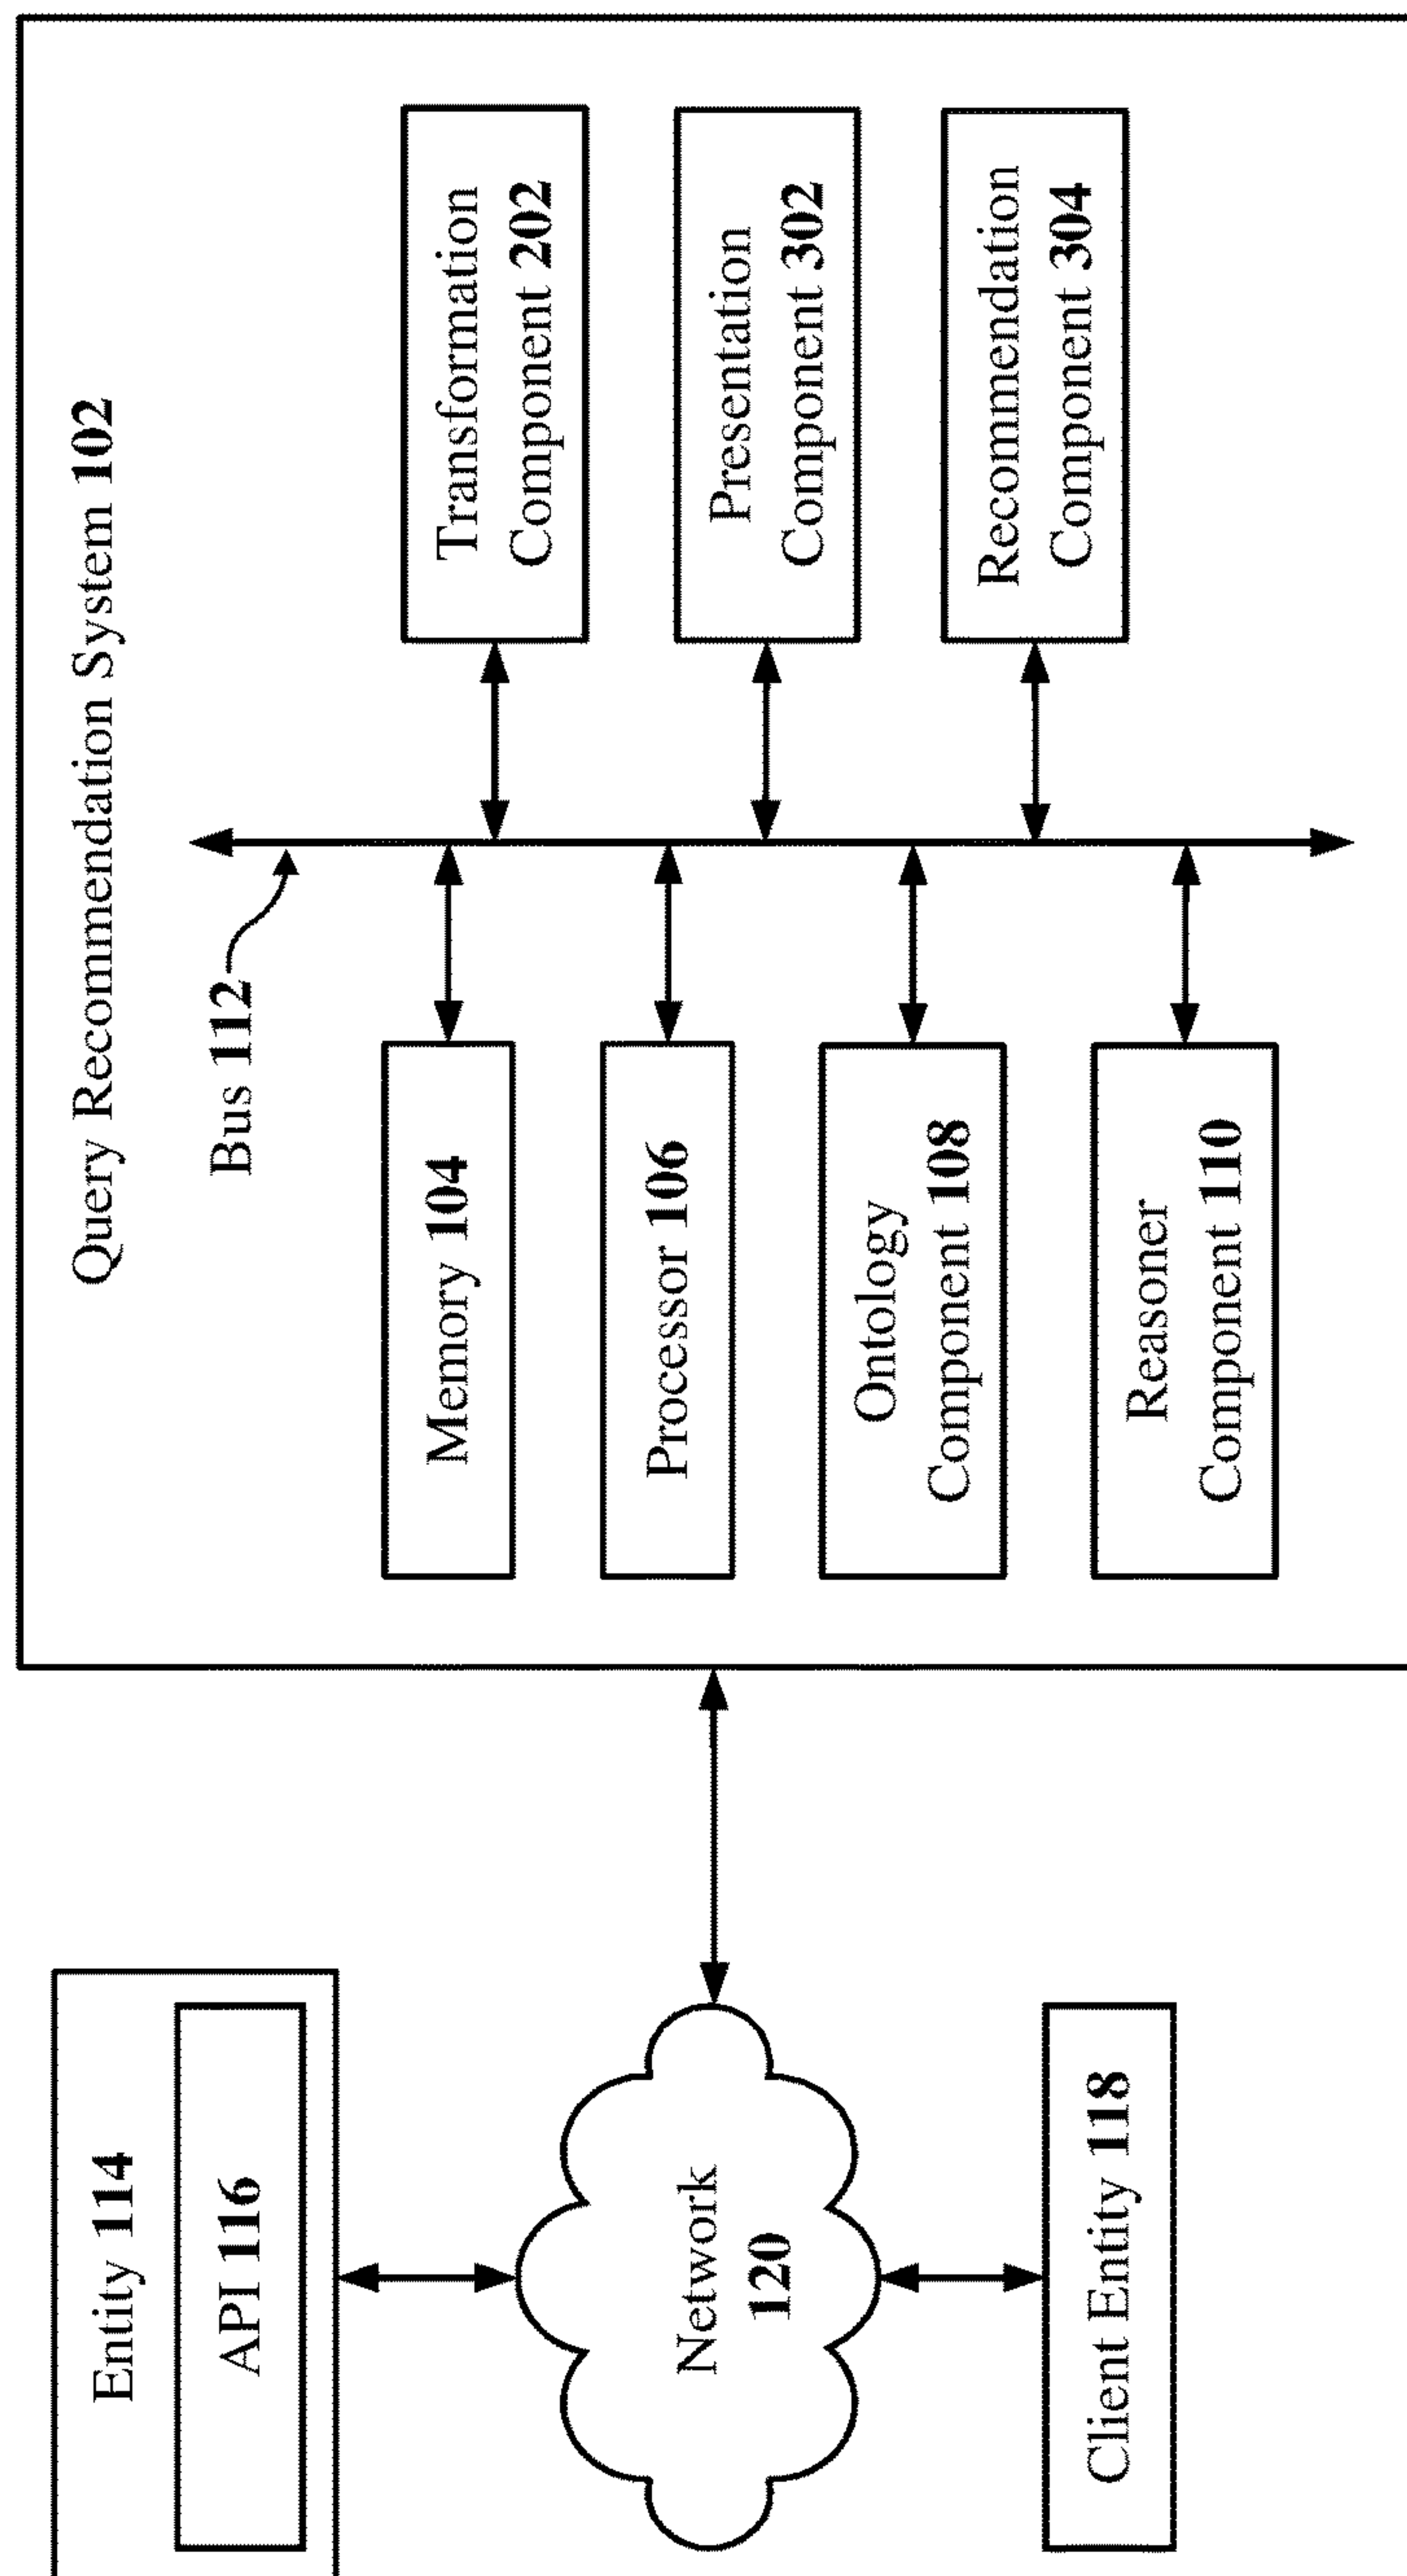 Entity 114
API 116
Network
120
Client Entity 118
Query Recommendation System 102
Bus 112
Memory 104
Processor 106
Ontology
Component 108
Reasoner
Component 110
Transformation
Component 202
Presentation
Component 302
Recommendation
Component 304